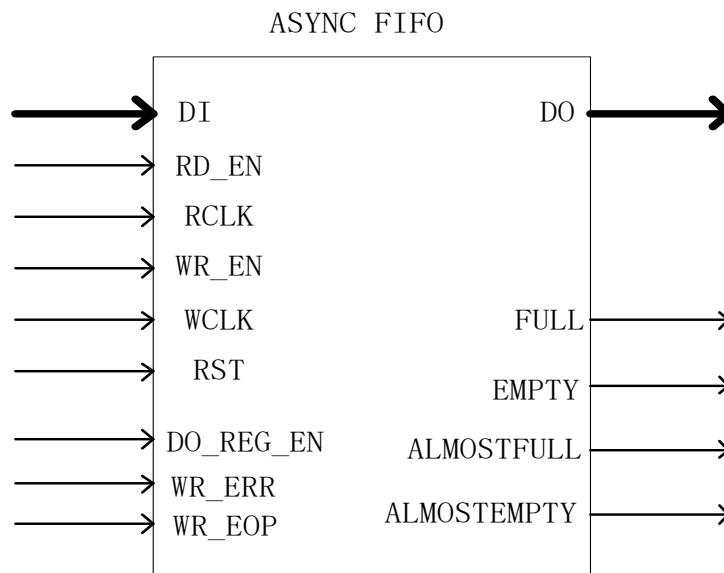 ASYNC FIFO
DI
DO
RD_EN
RCLK
WR_EN
WCLK
FULL
RST
EMPTY
DO_REG_EN
ALMOSTFULL
WR_ERR
ALMOSTEMPTY
WR_EOP